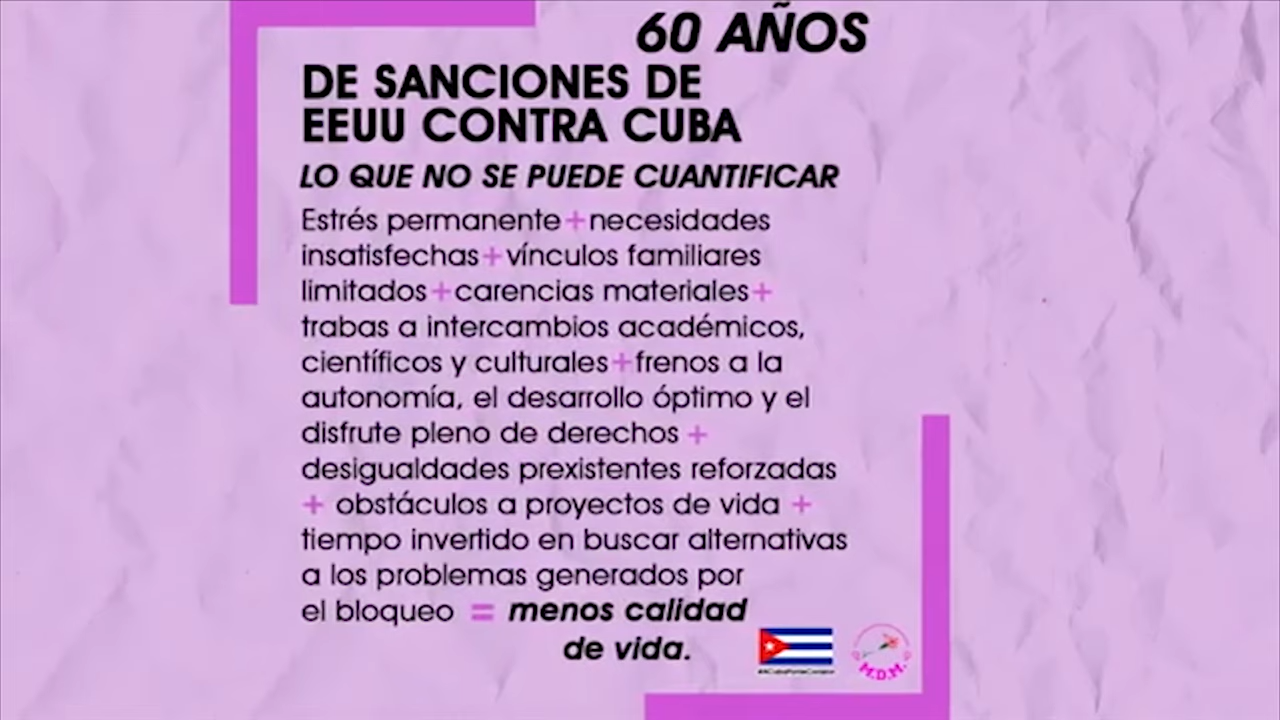 60 AÑOS
DE SANCIONES DE
EEUU CONTRA CUBA
LO QUE NO SE PUEDE CUANTIFICAR
Estrés permanente+necesidades
insatisfechas+vínculos familiares
limitados+carencias materiales+
trabas a intercambios académicos,
científicos y culturales+frenos a la
autonomía, el desarrollo óptimo y el
disfrute pleno de derechos +
desigualdades prexistentes reforzadas
+ obstáculos a proyectos de vida +
tiempo invertido en buscar alternativas
a los problemas generados por
el bloqueo = menos calidad
de vida.
M.D.M.